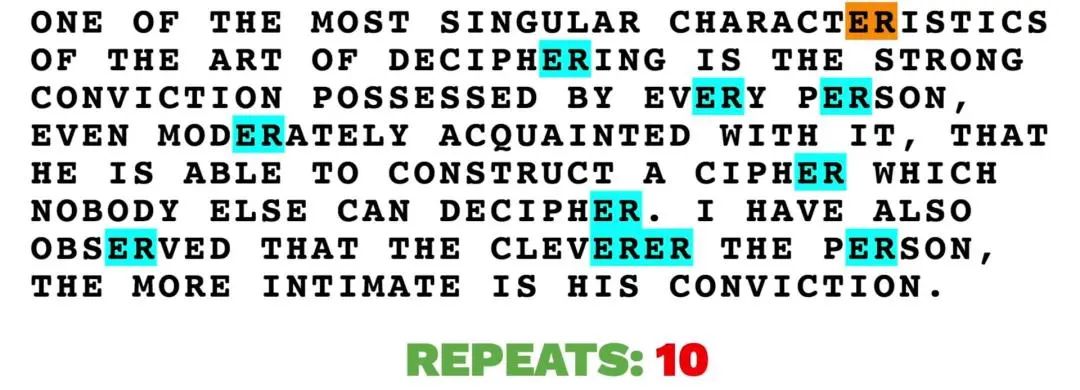 ONE OF THE MOST SINGULAR CHARACTERISTICS
OF THE ART OF DECIPHERING IS THE STRONG
CONVICTION POSSESSED BY EVERY PERSON,
EVEN MODERATELY ACQUAINTED WITH IT, THAT
HE IS ABLE TO CONSTRUCT A CIPHER WHICH
NOBODY ELSE CAN DECIPHER. I HAVE ALSO
OBSERVED THAT THE CLEVERER THE PERSON,
THE MORE INTIMATE IS HIS CONVICTION.
REPEATS: 10